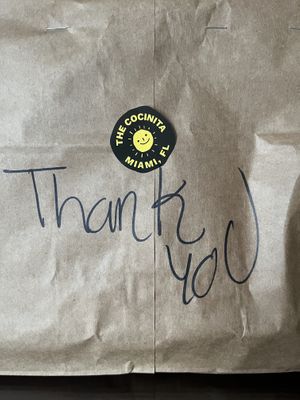 THE COCINITA
MIAMI, FL
Thank
you